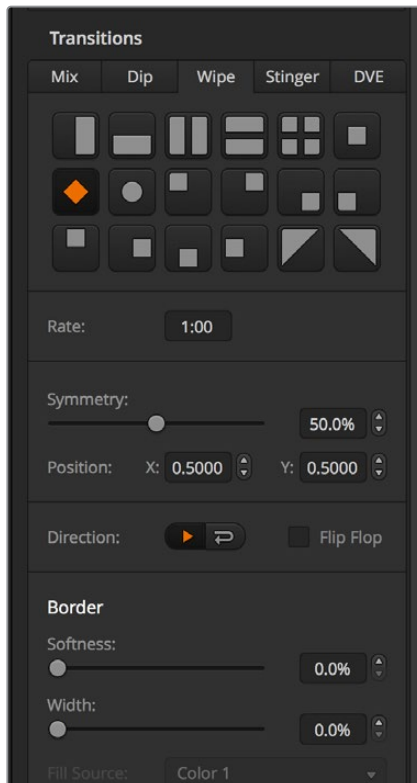 Transitions
Mix Dip Wipe Stinger DVE
Rate: 1:00
Symmetry:
50.0%
Position: X: 0.5000 Y: 0.5000
Direction: Flip Flop
Border
Softness:
0.0%
Width:
0.0%
Fill Source: Color 1